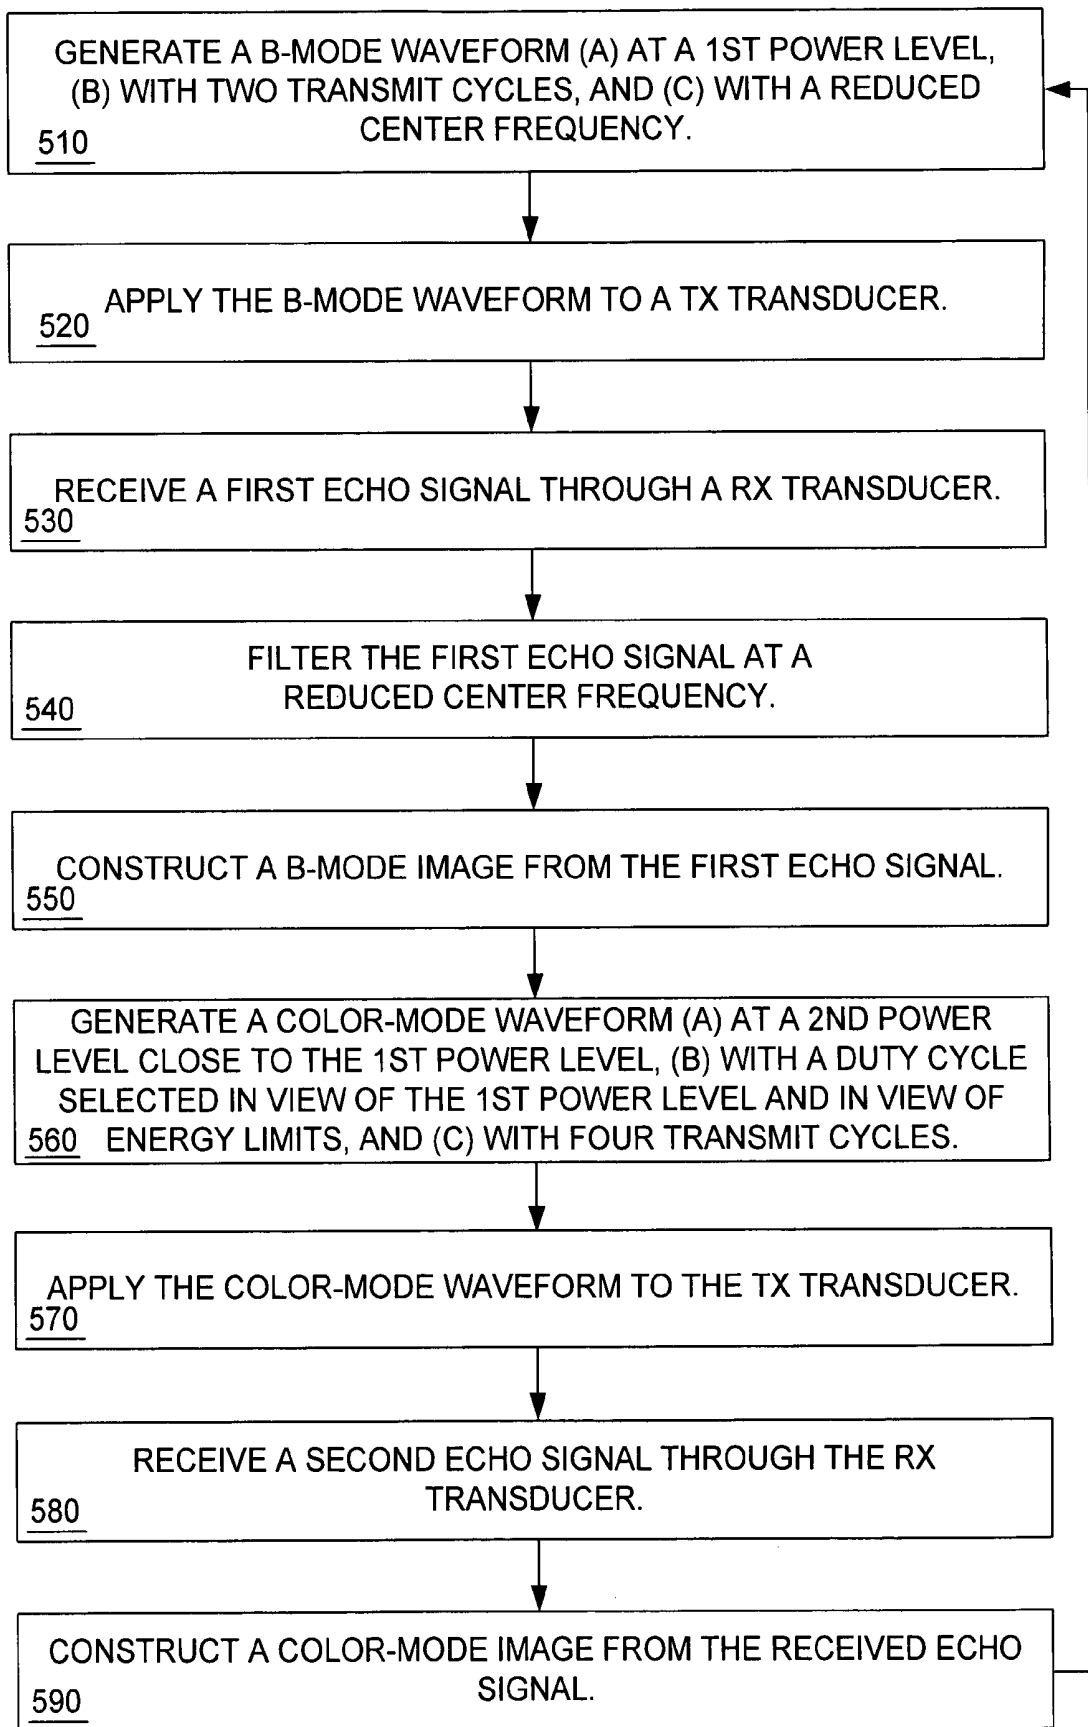 GENERATE A B-MODE WAVEFORM (A) AT A 1ST POWER LEVEL,
(B) WITH TWO TRANSMIT CYCLES, AND (C) WITH A REDUCED
CENTER FREQUENCY.
510
APPLY THE B-MODE WAVEFORM TO A TX TRANSDUCER.
520
RECEIVE A FIRST ECHO SIGNAL THROUGH A RX TRANSDUCER.
530
FILTER THE FIRST ECHO SIGNAL AT A
REDUCED CENTER FREQUENCY.
540
CONSTRUCT A B-MODE IMAGE FROM THE FIRST ECHO SIGNAL.
550
GENERATE A COLOR-MODE WAVEFORM (A) AT A 2ND POWER
LEVEL CLOSE TO THE 1ST POWER LEVEL, (B) WITH A DUTY CYCLE
SELECTED IN VIEW OF THE 1ST POWER LEVEL AND IN VIEW OF
560 ENERGY LIMITS, AND (C) WITH FOUR TRANSMIT CYCLES.
APPLY THE COLOR-MODE WAVEFORM TO THE TX TRANSDUCER.
570
RECEIVE A SECOND ECHO SIGNAL THROUGH THE RX
TRANSDUCER.
580
CONSTRUCT A COLOR-MODE IMAGE FROM THE RECEIVED ECHO
SIGNAL.
590